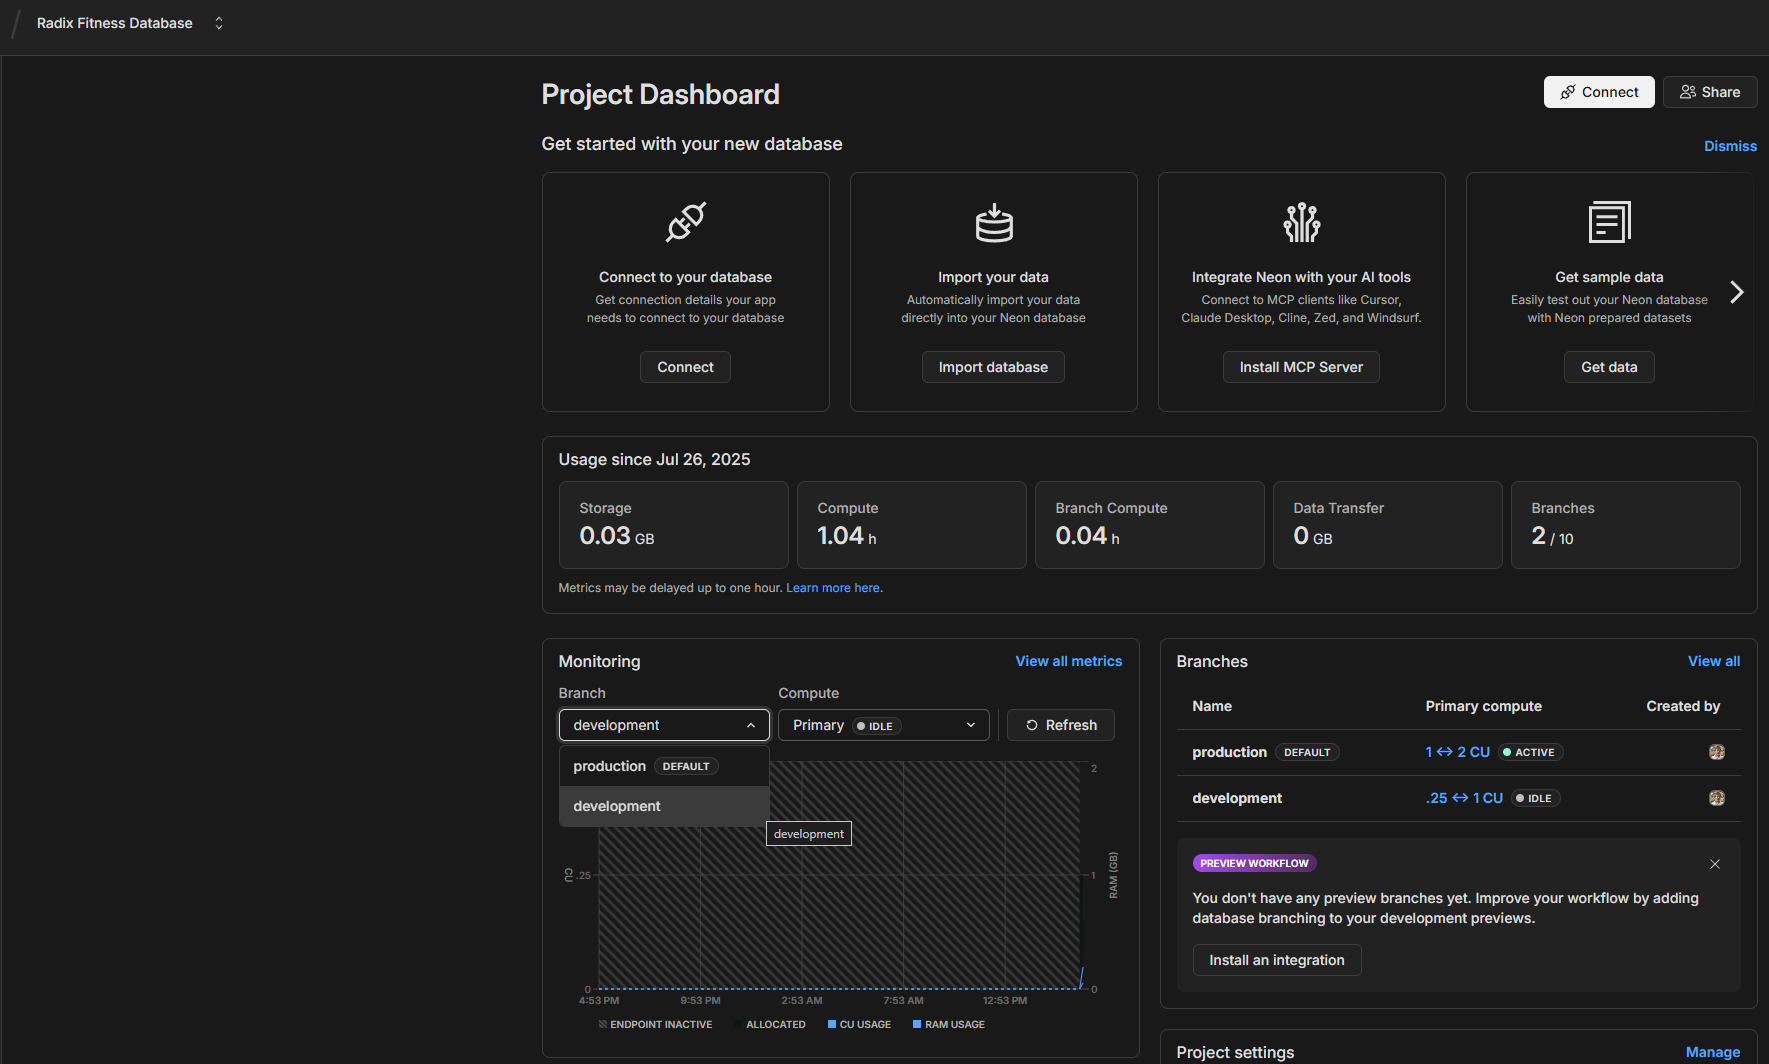 Radix Fitness Database
Project Dashboard
Connect
Share
Get started with your new database
Dismiss
Connect to your database
Get connection details your app
needs to connect to your database
Connect
Import your data
Automatically import your data
directly into your Neon database
Import database
Integrate Neon with your AI tools
Connect to MCP clients like Cursor,
Claude Desktop, Cline, Zed, and Windsurf.
Install MCP Server
Get sample data
Easily test out your Neon database
with Neon prepared datasets
Get data
Usage since Jul 26, 2025
Storage
0.03 GB
Compute
1.04 h
Branch Compute
0.04 h
Data Transfer
0 GB
Branches
2 / 10
Metrics may be delayed up to one hour. Learn more here.
Monitoring
View all metrics
Branch
Compute
development
Primary IDLE
Refresh
production DEFAULT
development
development
2
CU
.25
1
RAM (GB)
0
0
4:53 PM
9:53 PM
2:53 AM
7:53 AM
12:53 PM
ENDPOINT INACTIVE
ALLOCATED
CU USAGE
RAM USAGE
Branches
View all
Name
Primary compute
Created by
production DEFAULT
1 ↔ 2 CU ACTIVE
development
.25 ↔ 1 CU IDLE
PREVIEW WORKFLOW
You don't have any preview branches yet. Improve your workflow by adding
database branching to your development previews.
Install an integration
Project settings
Manage